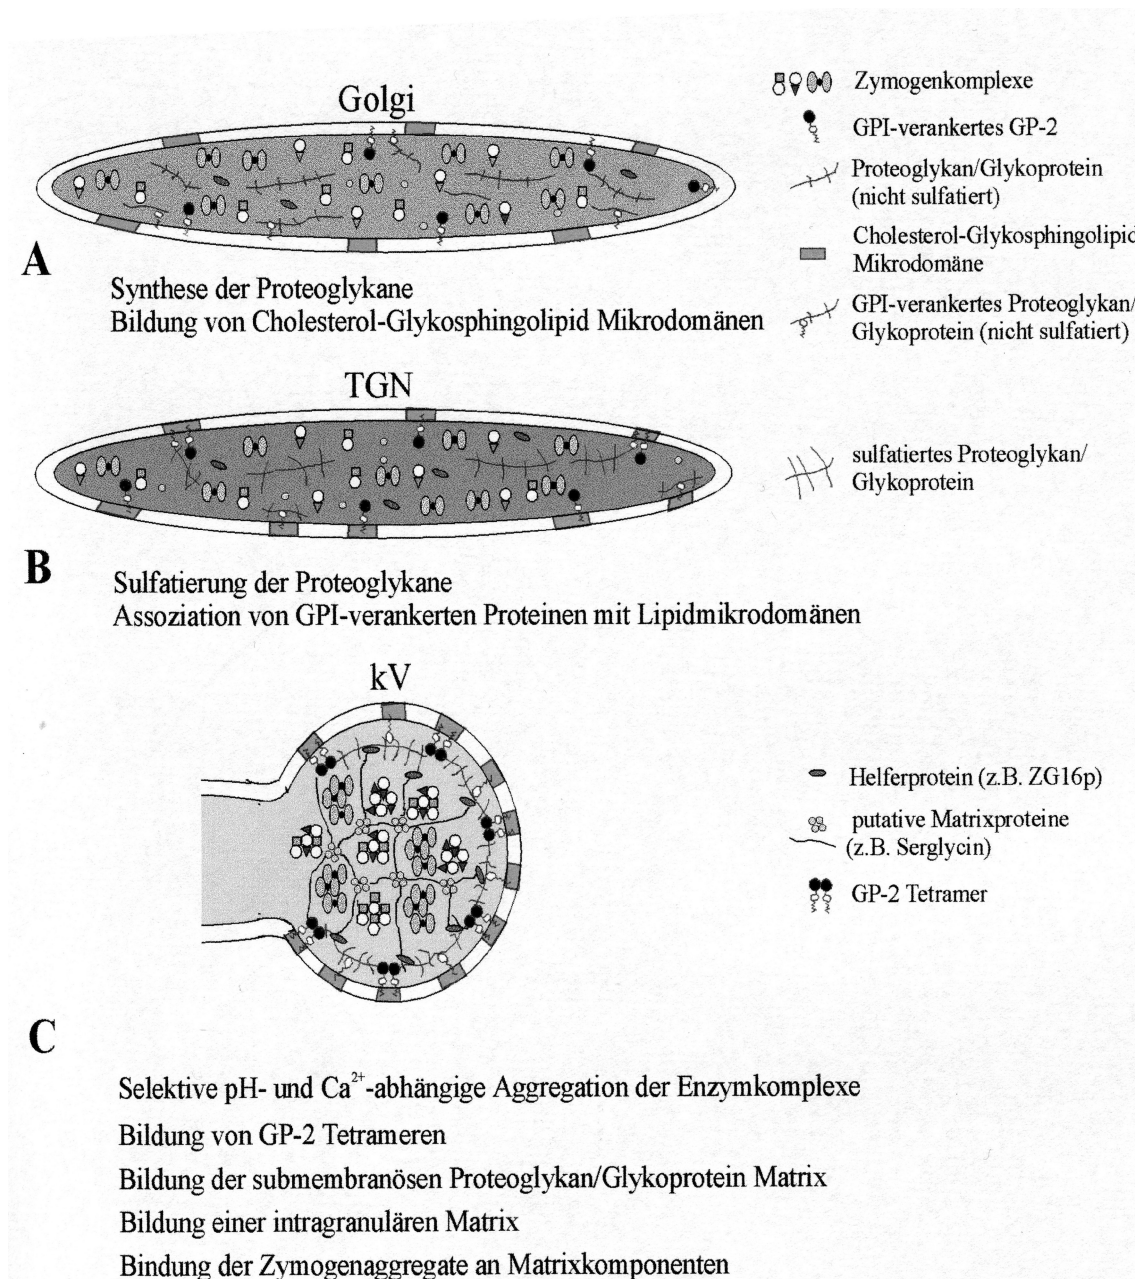 Golgi
Zymogenkomplexe
GPI-verankertes GP-2
Proteoglykan/Glykoprotein
(nicht sulfatiert)
Cholesterol-Glykosphingolipid
Mikrodomäne
GPI-verankertes Proteoglykan/
Glykoprotein (nicht sulfatiert)
A
Synthese der Proteoglykane
Bildung von Cholesterol-Glykosphingolipid Mikrodomänen
TGN
sulfatiertes Proteoglykan/
Glykoprotein
B
Sulfatierung der Proteoglykane
Assoziation von GPI-verankerten Proteinen mit Lipidmikrodomänen
kV
Helferprotein (z.B. ZG16p)
putative Matrixproteine
(z.B. Serglycin)
GP-2 Tetramer
C
Selektive pH- und Ca²⁺-abhängige Aggregation der Enzymkomplexe
Bildung von GP-2 Tetrameren
Bildung der submembranösen Proteoglykan/Glykoprotein Matrix
Bildung einer intragranulären Matrix
Bindung der Zymogenaggregate an Matrixkomponenten